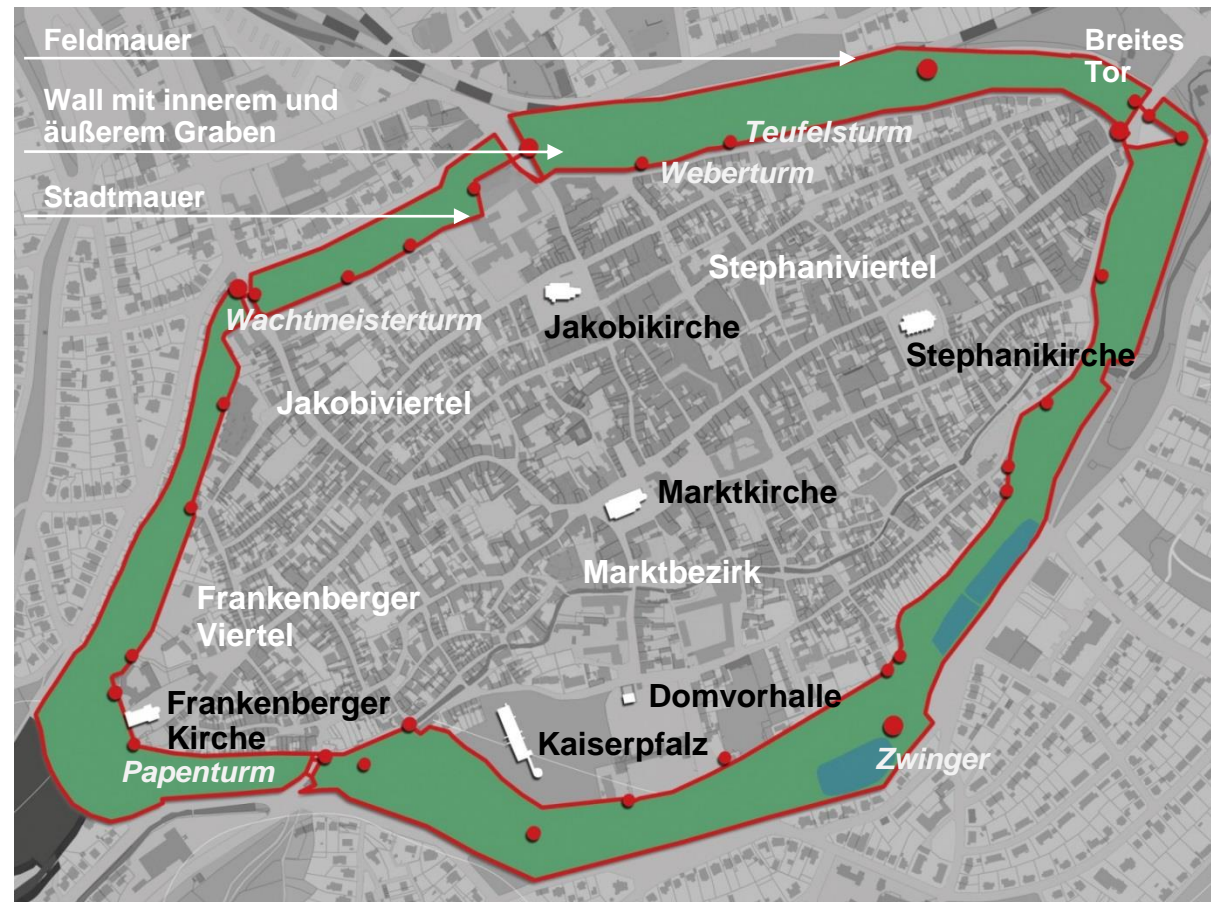 Feldmauer
Breites
Tor
Wall mit innerem und
äußerem Graben
Teufelsturm
Weberturm
Stadtmauer
Stephaniviertel
Wachtmeisterturm
Jakobikirche
Stephanikirche
Jakobiviertel
Marktkirche
Marktbezirk
Frankenberger
Viertel
Frankenberger
Kirche
Domvorhalle
Kaiserpfalz
Papenturm
Zwinger